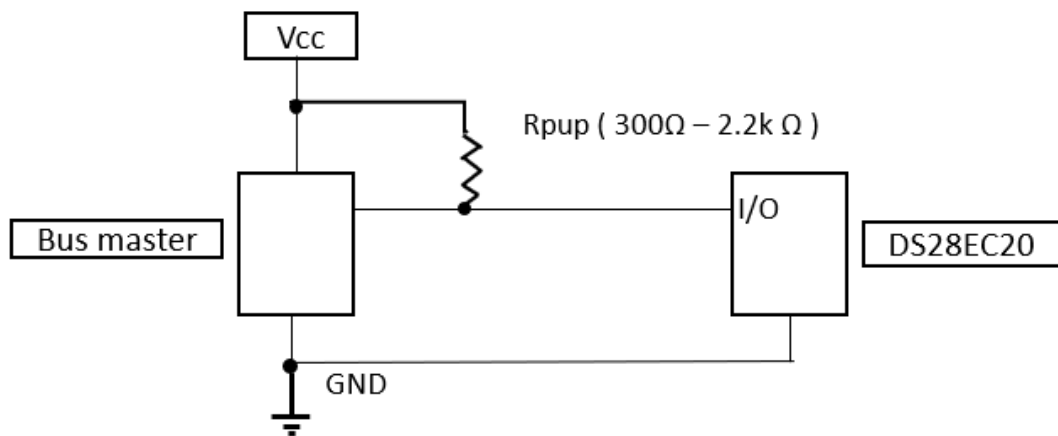 Vcc
Rpup ( 300Ω – 2.2k Ω )
I/O
Bus master
DS28EC20
GND